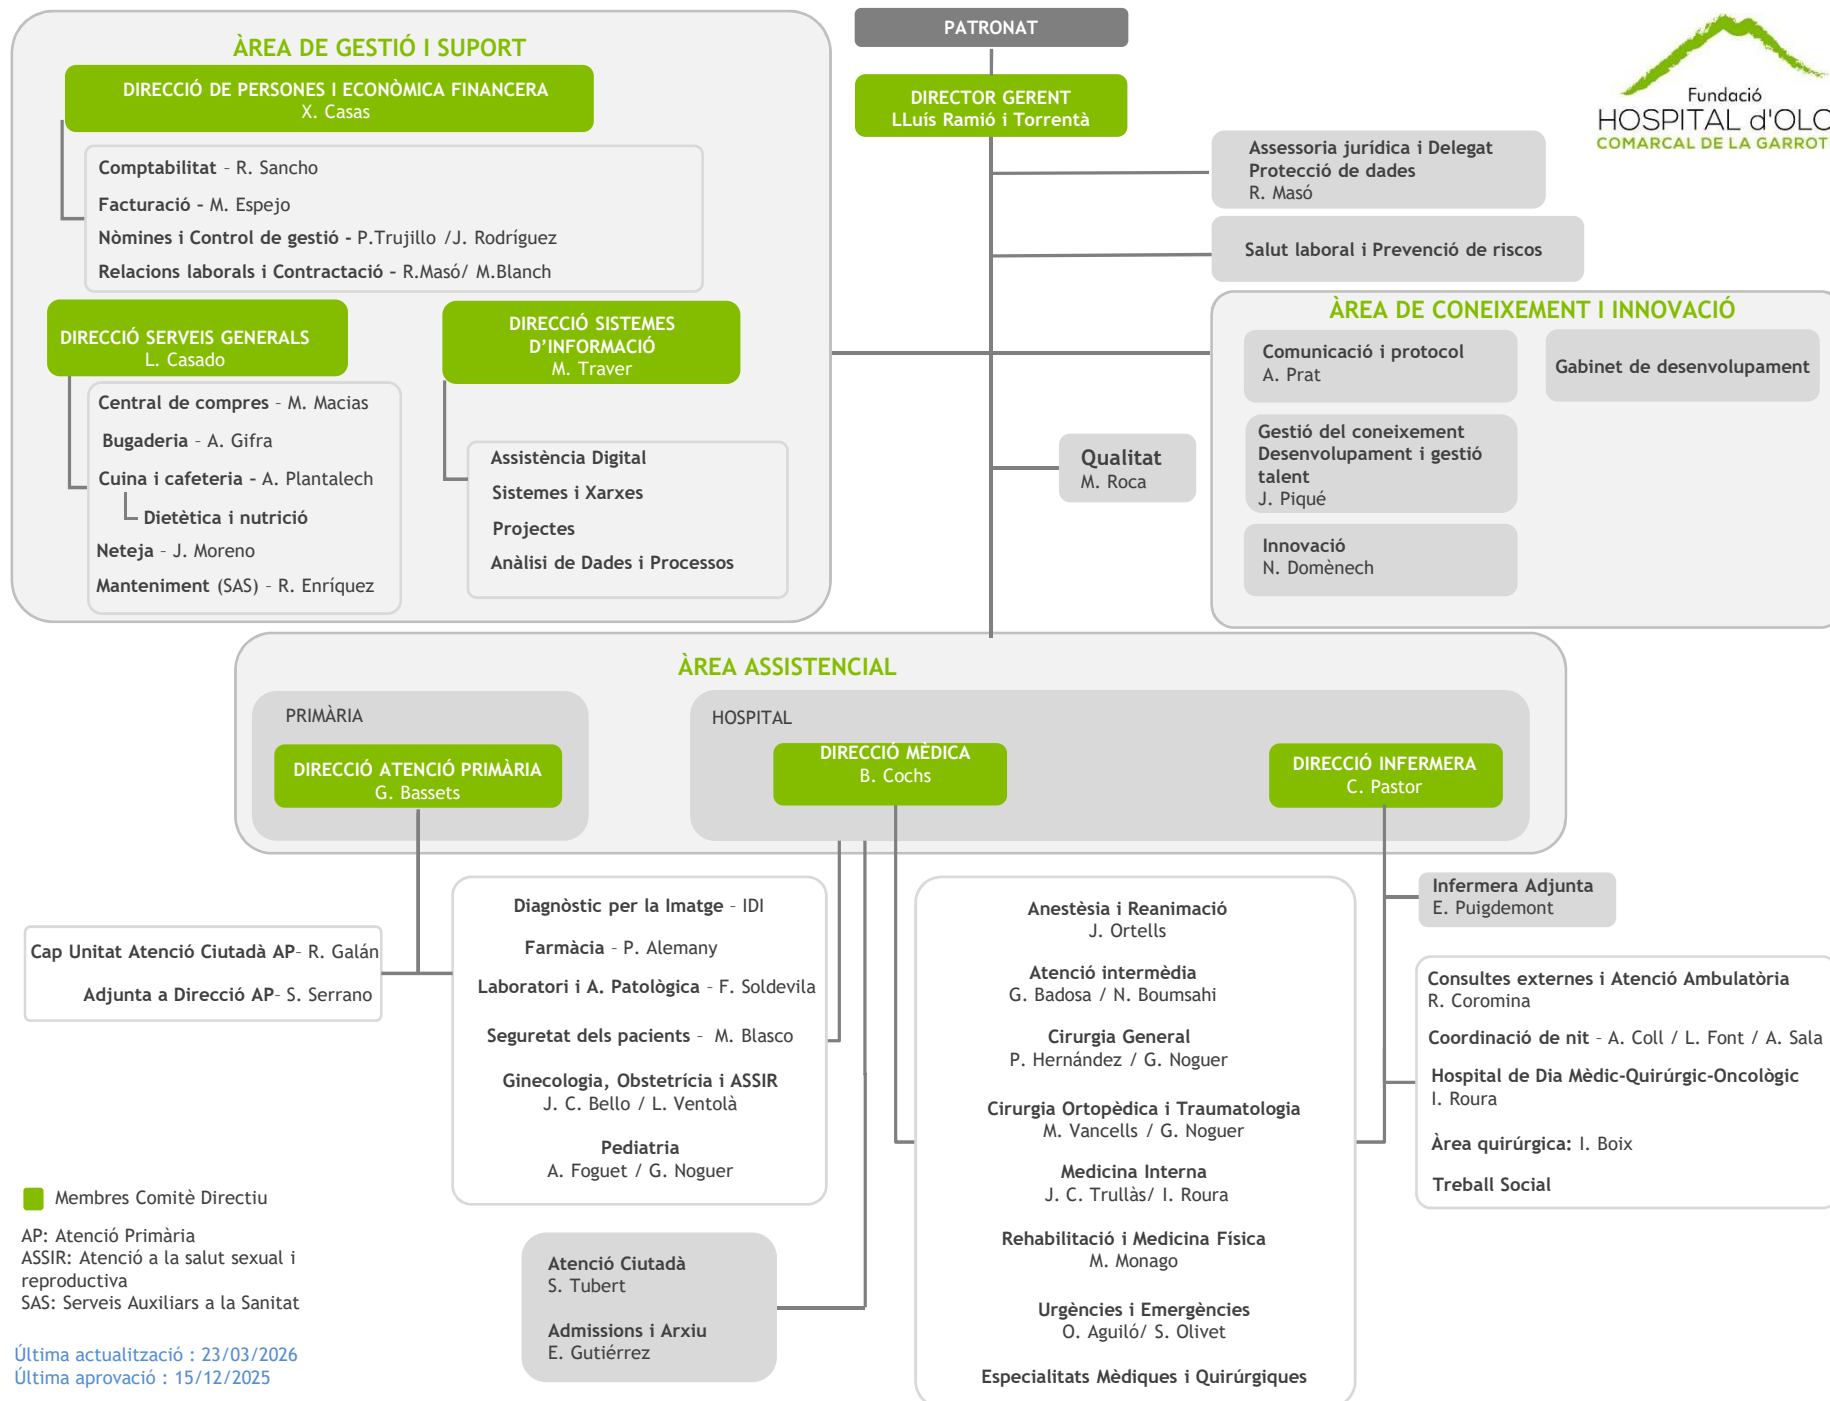 PATRONAT
DIRECTOR GERENT
LLuís Ramió i Torrentà
Fundació
HOSPITAL d'OLO
COMARCAL DE LA GARROT
ÀREA DE GESTIÓ I SUPORT
DIRECCIÓ DE PERSONES I ECONÒMICA FINANCERA
X. Casas
Comptabilitat – R. Sancho
Facturació - M. Espejo
Nòmines i Control de gestió - P.Trujillo /J. Rodríguez
Relacions laborals i Contractació - R.Masó/ M.Blanch
DIRECCIÓ SERVEIS GENERALS
L. Casado
Central de compres – M. Macias
Bugaderia – A. Gifra
Cuina i cafeteria - A. Plantalech
Dietètica i nutrició
Neteja – J. Moreno
Manteniment (SAS) – R. Enríquez
DIRECCIÓ SISTEMES
D’INFORMACIÓ
M. Traver
Assistència Digital
Sistemes i Xarxes
Projectes
Anàlisi de Dades i Processos
Assessoria jurídica i Delegat
Protecció de dades
R. Masó
Salut laboral i Prevenció de riscos
ÀREA DE CONEIXEMENT I INNOVACIÓ
Comunicació i protocol
A. Prat
Gabinet de desenvolupament
Gestió del coneixement
Desenvolupament i gestió
talent
J. Piqué
Innovació
N. Domènech
Qualitat
M. Roca
ÀREA ASSISTENCIAL
PRIMÀRIA
DIRECCIÓ ATENCIÓ PRIMÀRIA
G. Bassets
HOSPITAL
DIRECCIÓ MÈDICA
B. Cochs
DIRECCIÓ INFERMERA
C. Pastor
Cap Unitat Atenció Ciutadà AP– R. Galán
Adjunta a Direcció AP– S. Serrano
Diagnòstic per la Imatge – IDI
Farmàcia – P. Alemany
Laboratori i A. Patològica – F. Soldevila
Seguretat dels pacients – M. Blasco
Ginecologia, Obstetrícia i ASSIR
J. C. Bello / L. Ventolà
Pediatria
A. Foguet / G. Noguer
Atenció Ciutadà
S. Tubert
Admissions i Arxiu
E. Gutiérrez
Anestèsia i Reanimació
J. Ortells
Atenció intermèdia
G. Badosa / N. Boumsahi
Cirurgia General
P. Hernández / G. Noguer
Cirurgia Ortopèdica i Traumatologia
M. Vancells / G. Noguer
Medicina Interna
J. C. Trullàs/ I. Roura
Rehabilitació i Medicina Física
M. Monago
Urgències i Emergències
O. Aguiló/ S. Olivet
Especialitats Mèdiques i Quirúrgiques
Infermera Adjunta
E. Puigdemont
Consultes externes i Atenció Ambulatòria
R. Coromina
Coordinació de nit – A. Coll / L. Font / A. Sala
Hospital de Dia Mèdic-Quirúrgic-Oncològic
I. Roura
Àrea quirúrgica: I. Boix
Treball Social
Membres Comitè Directiu
AP: Atenció Primària
ASSIR: Atenció a la salut sexual i
reproductiva
SAS: Serveis Auxiliars a la Sanitat
Última actualització : 23/03/2026
Última aprovació : 15/12/2025